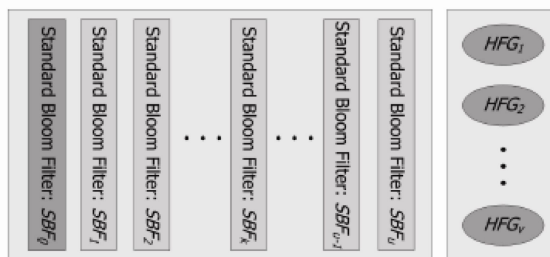 Standard Bloom Filter: SBF₀
Standard Bloom Filter: SBF₁
Standard Bloom Filter: SBF₂
. . .
Standard Bloom Filter: SBFₖ
. . .
Standard Bloom Filter: SBFᵤ₋₁
Standard Bloom Filter: SBFᵤ
HFG₁
HFG₂
. . .
HFGᵥ